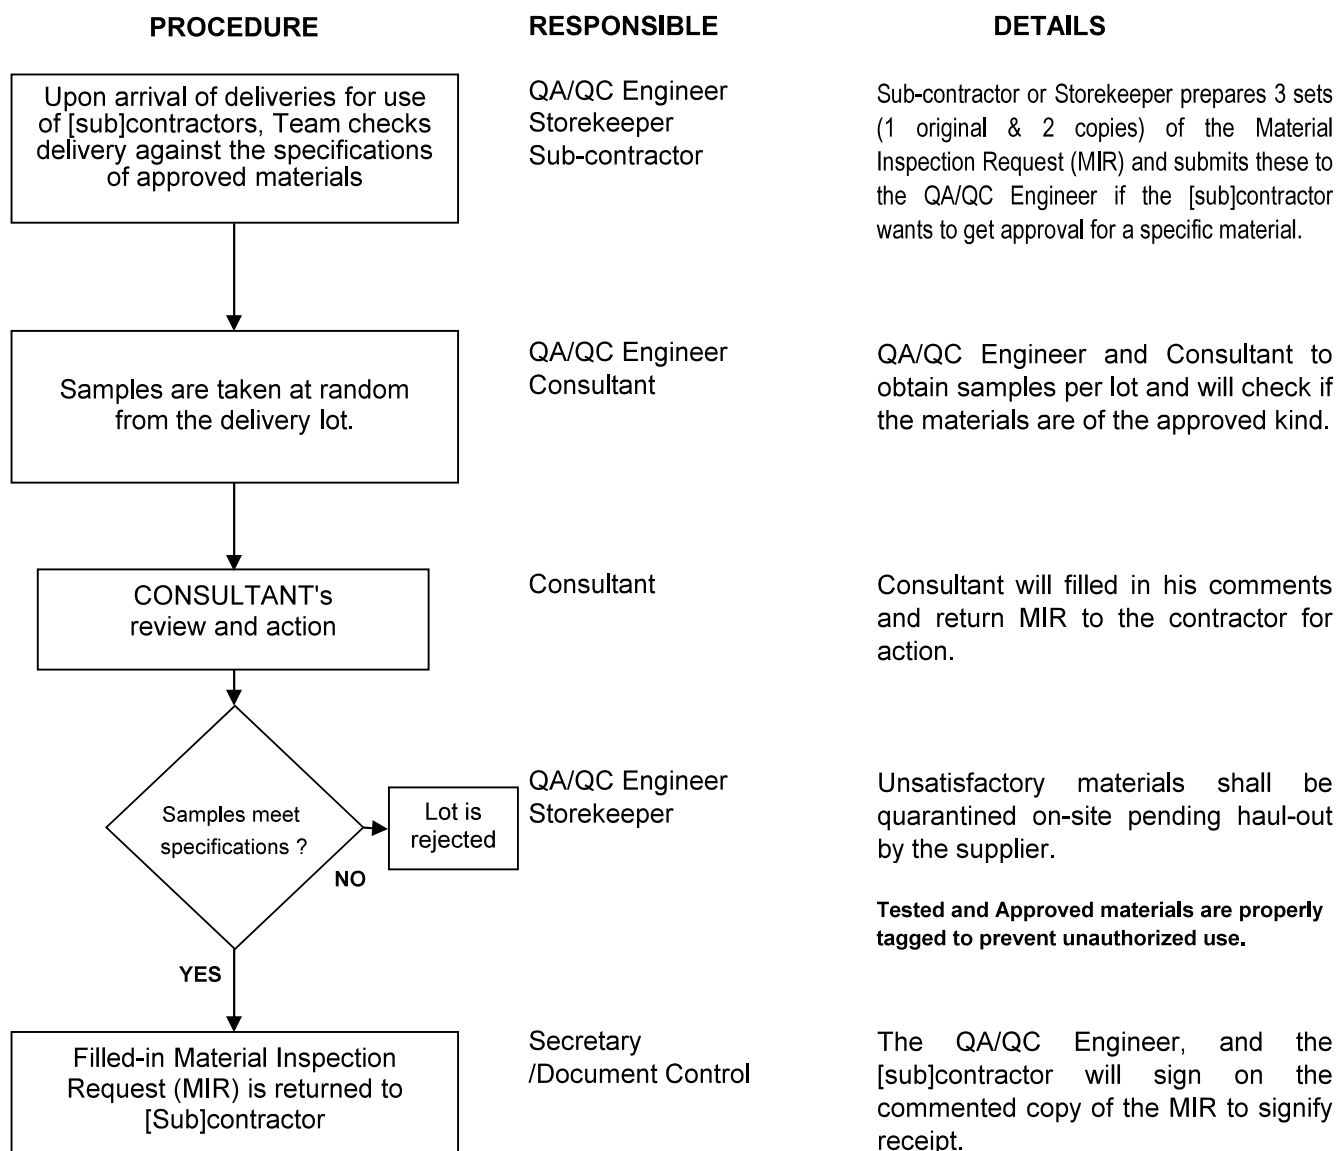 PROCEDURE
RESPONSIBLE
DETAILS
Upon arrival of deliveries for use
of [sub]contractors, Team checks
delivery against the specifications
of approved materials
QA/QC Engineer
Storekeeper
Sub-contractor
Sub-contractor or Storekeeper prepares 3 sets
(1 original & 2 copies) of the Material
Inspection Request (MIR) and submits these to
the QA/QC Engineer if the [sub]contractor
wants to get approval for a specific material.
Samples are taken at random
from the delivery lot.
QA/QC Engineer
Consultant
QA/QC Engineer and Consultant to
obtain samples per lot and will check if
the materials are of the approved kind.
CONSULTANT's
review and action
Consultant
Consultant will filled in his comments
and return MIR to the contractor for
action.
Samples meet
specifications ?
NO
Lot is
rejected
QA/QC Engineer
Storekeeper
Unsatisfactory materials shall be
quarantined on-site pending haul-out
by the supplier.
Tested and Approved materials are properly
tagged to prevent unauthorized use.
YES
Filled-in Material Inspection
Request (MIR) is returned to
[Sub]contractor
Secretary
/Document Control
The QA/QC Engineer, and the
[sub]contractor will sign on the
commented copy of the MIR to signify
receipt.